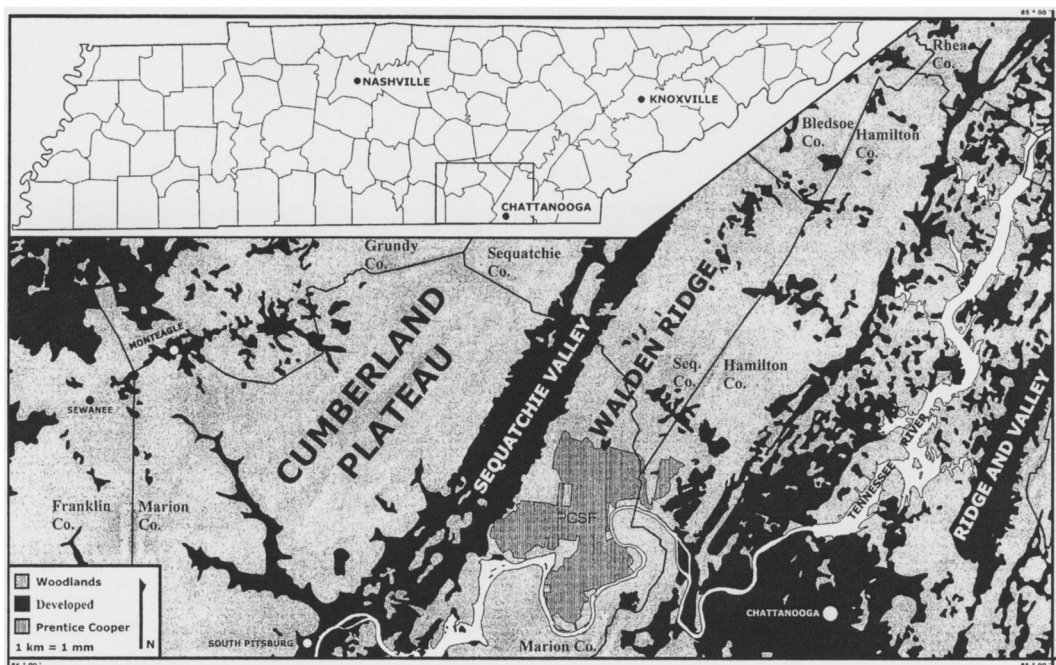 85 ° 00 '
NASHVILLE
KNOXVILLE
CHATTANOOGA
Rhea
Co.
Bledsoe
Co.
Hamilton
Co.
Grundy
Co.
Sequatchie
Co.
MONTEAGLE
SEWANEE
CUMBERLAND
PLATEAU
SEQUATCHIE VALLEY
WALDEN RIDGE
Seq.
Co.
Hamilton
Co.
TENNESSEE RIVER
RIDGE AND VALLEY
Franklin
Co.
Marion
Co.
PCSF
Woodlands
Developed
Prentice Cooper
1 km = 1 mm
N
SOUTH PITSBURG
Marion Co.
CHATTANOOGA